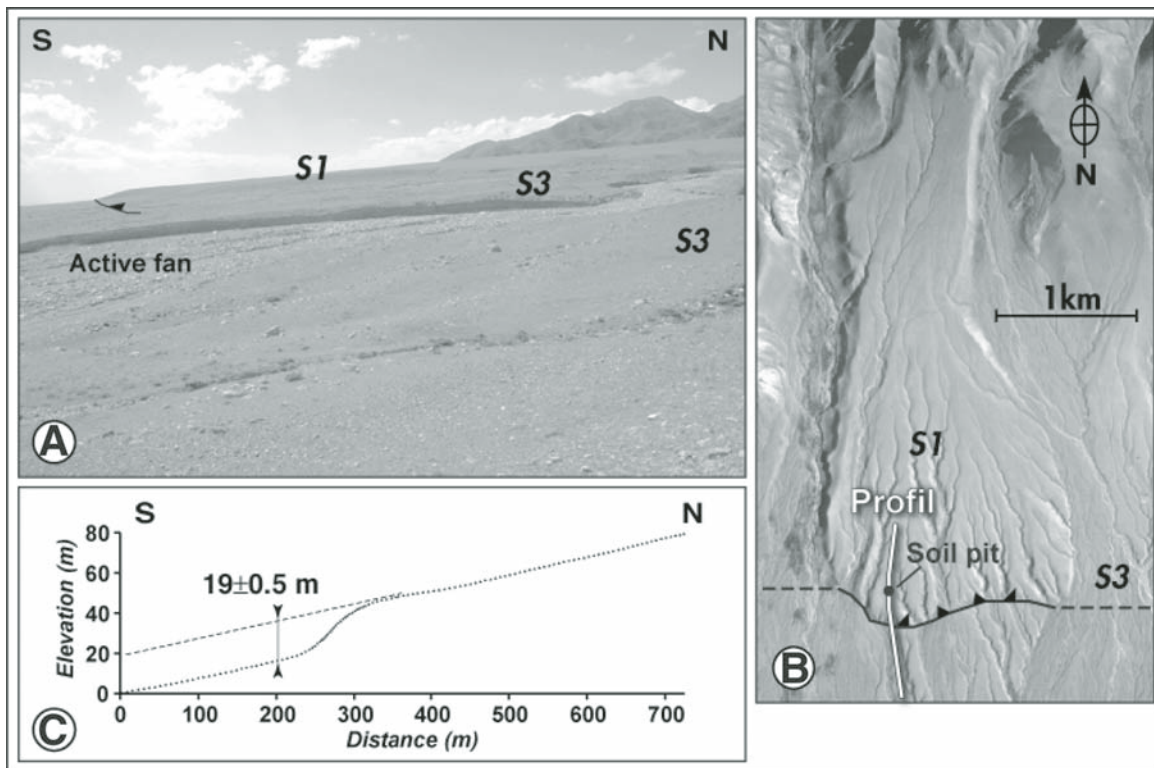 S N
S1
S3
S3
Active fan
A
N
1km
S1
Profil
Soil pit
S3
B
S N
80
60
40
20
0
Elevation (m)
19±0.5 m
0 100 200 300 400 500 600 700
Distance (m)
C